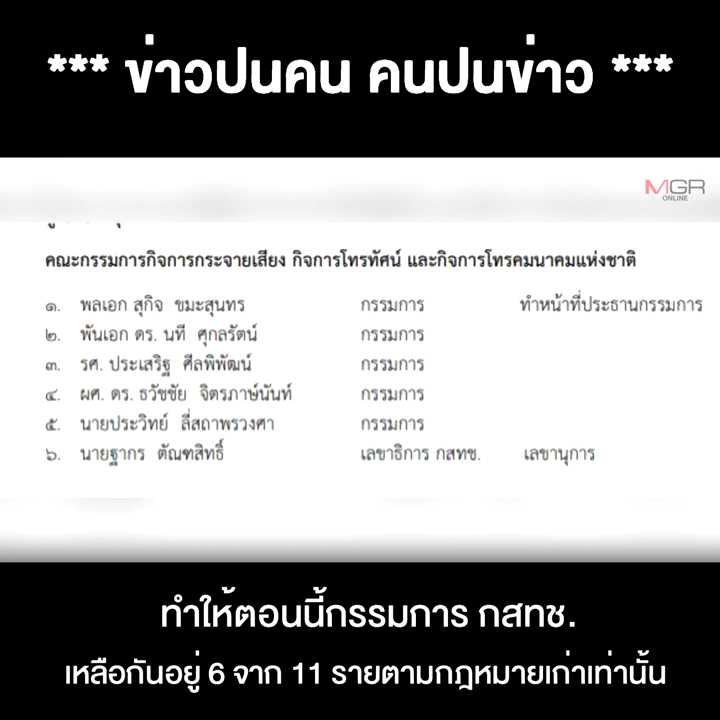 *** ข่าวปนคน คนปนข่าว ***
MGR
ONLINE
คณะกรรมการกิจการกระจายเสียง กิจการโทรทัศน์ และกิจการโทรคมนาคมแห่งชาติ
๑. พลเอก สุกิจ ขมะสุนทร กรรมการ ทำหน้าที่ประธานกรรมการ
๒. พันเอก ดร. นที ศุกลรัตน์ กรรมการ
๓. รศ. ประเสริฐ ศีลพิพัฒน์ กรรมการ
๔. ผศ. ดร. ธวัชชัย จิตรภาษ์นันท์ กรรมการ
๕. นายประวิทย์ ลี่สถาพรวงศา กรรมการ
๖. นายฐากร ตัณฑสิทธิ์ เลขาธิการ กสทช. เลขานุการ
ทำให้ตอนนี้กรรมการ กสทช.
เหลือกันอยู่ 6 จาก 11 รายตามกฎหมายเก่าเท่านั้น